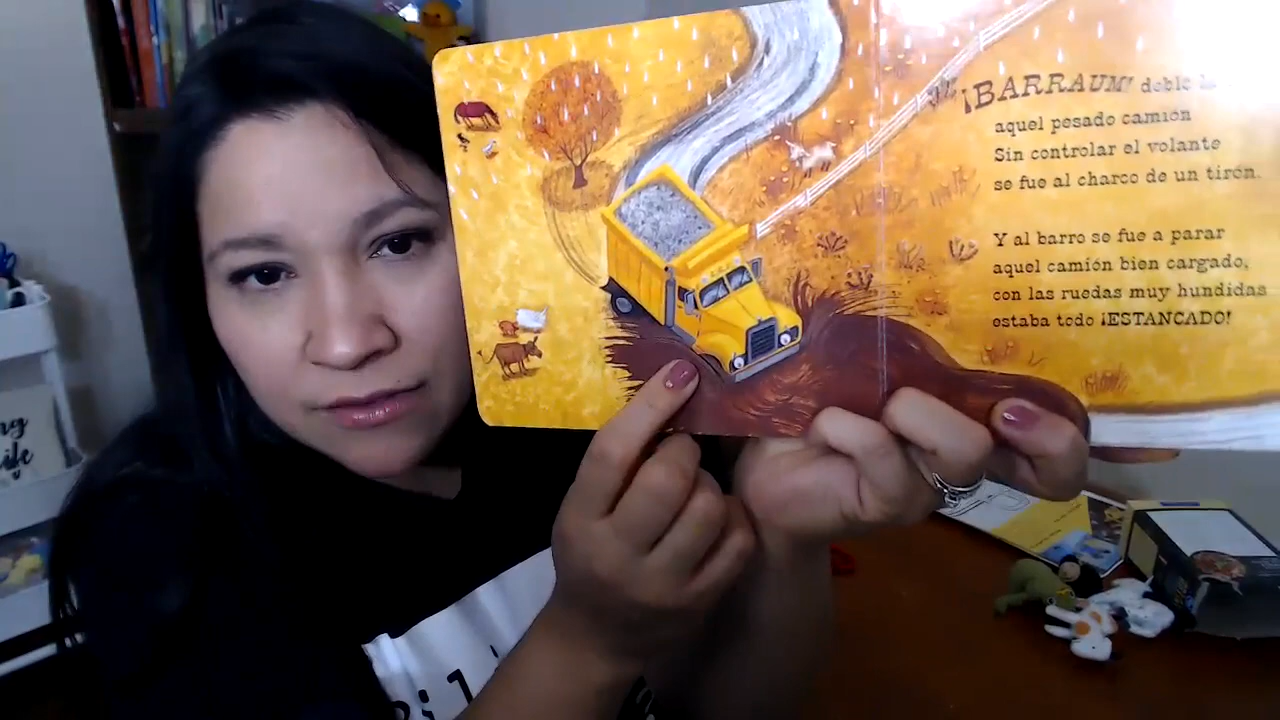 ¡BARRAUM! dobló
aquel pesado camión
Sin controlar el volante
se fue al charco de un tirón.
Y al barro se fue a parar
aquel camión bien cargado,
con las ruedas muy hundidas
estaba todo ¡ESTANCADO!